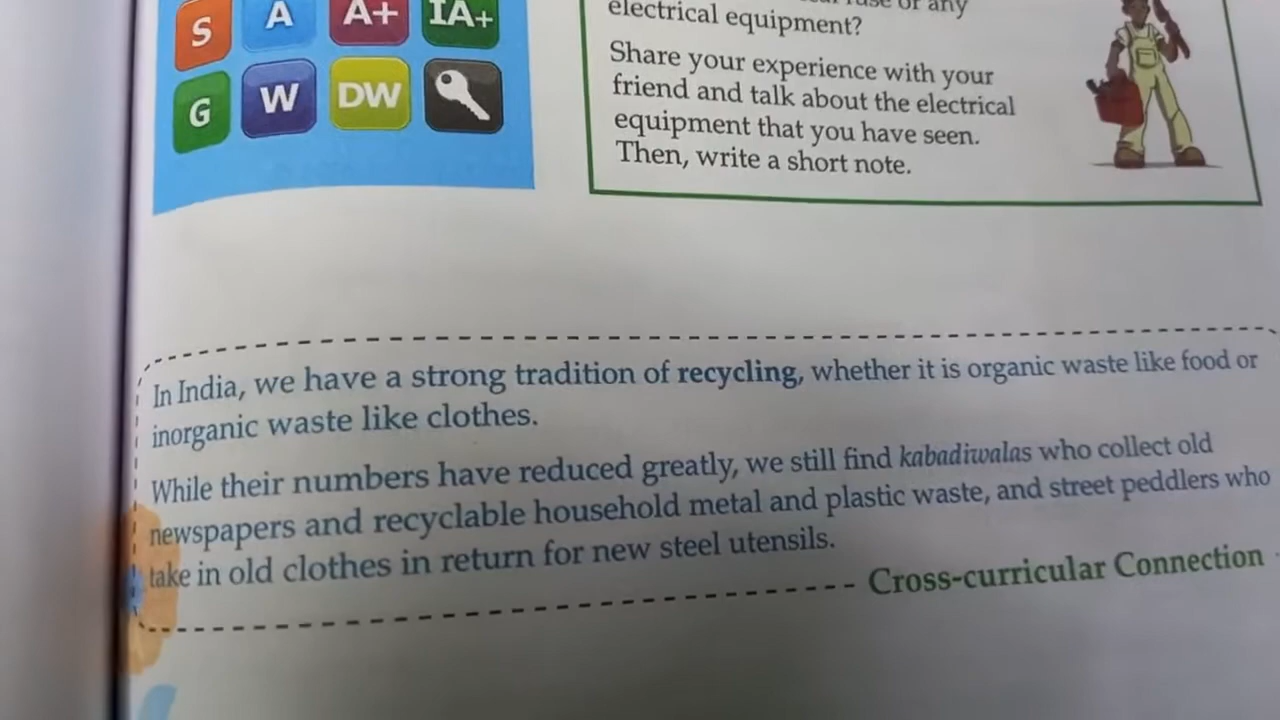 S A A+ IA+
G W DW
or any
electrical equipment?
Share your experience with your
friend and talk about the electrical
equipment that you have seen.
Then, write a short note.
In India, we have a strong tradition of recycling, whether it is organic waste like food or
inorganic waste like clothes.
While their numbers have reduced greatly, we still find kabadiwalas who collect old
newspapers and recyclable household metal and plastic waste, and street peddlers who
take in old clothes in return for new steel utensils.
Cross-curricular Connection